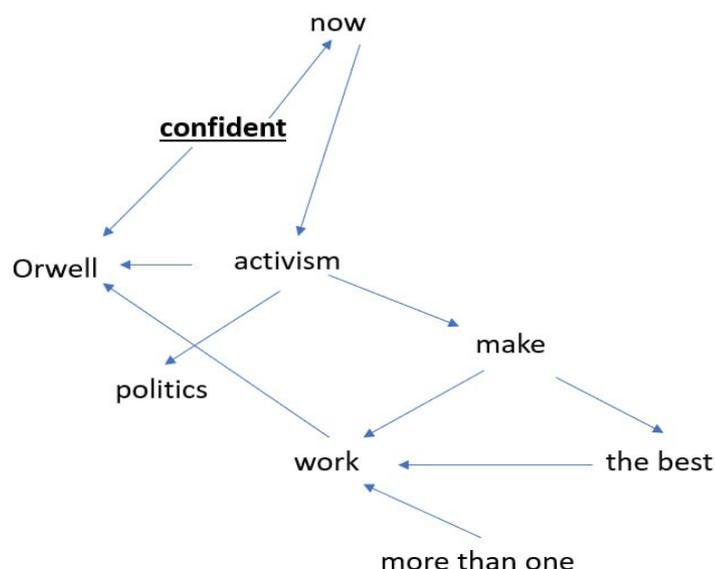 now
confident
Orwell
activism
make
politics
work
the best
more than one